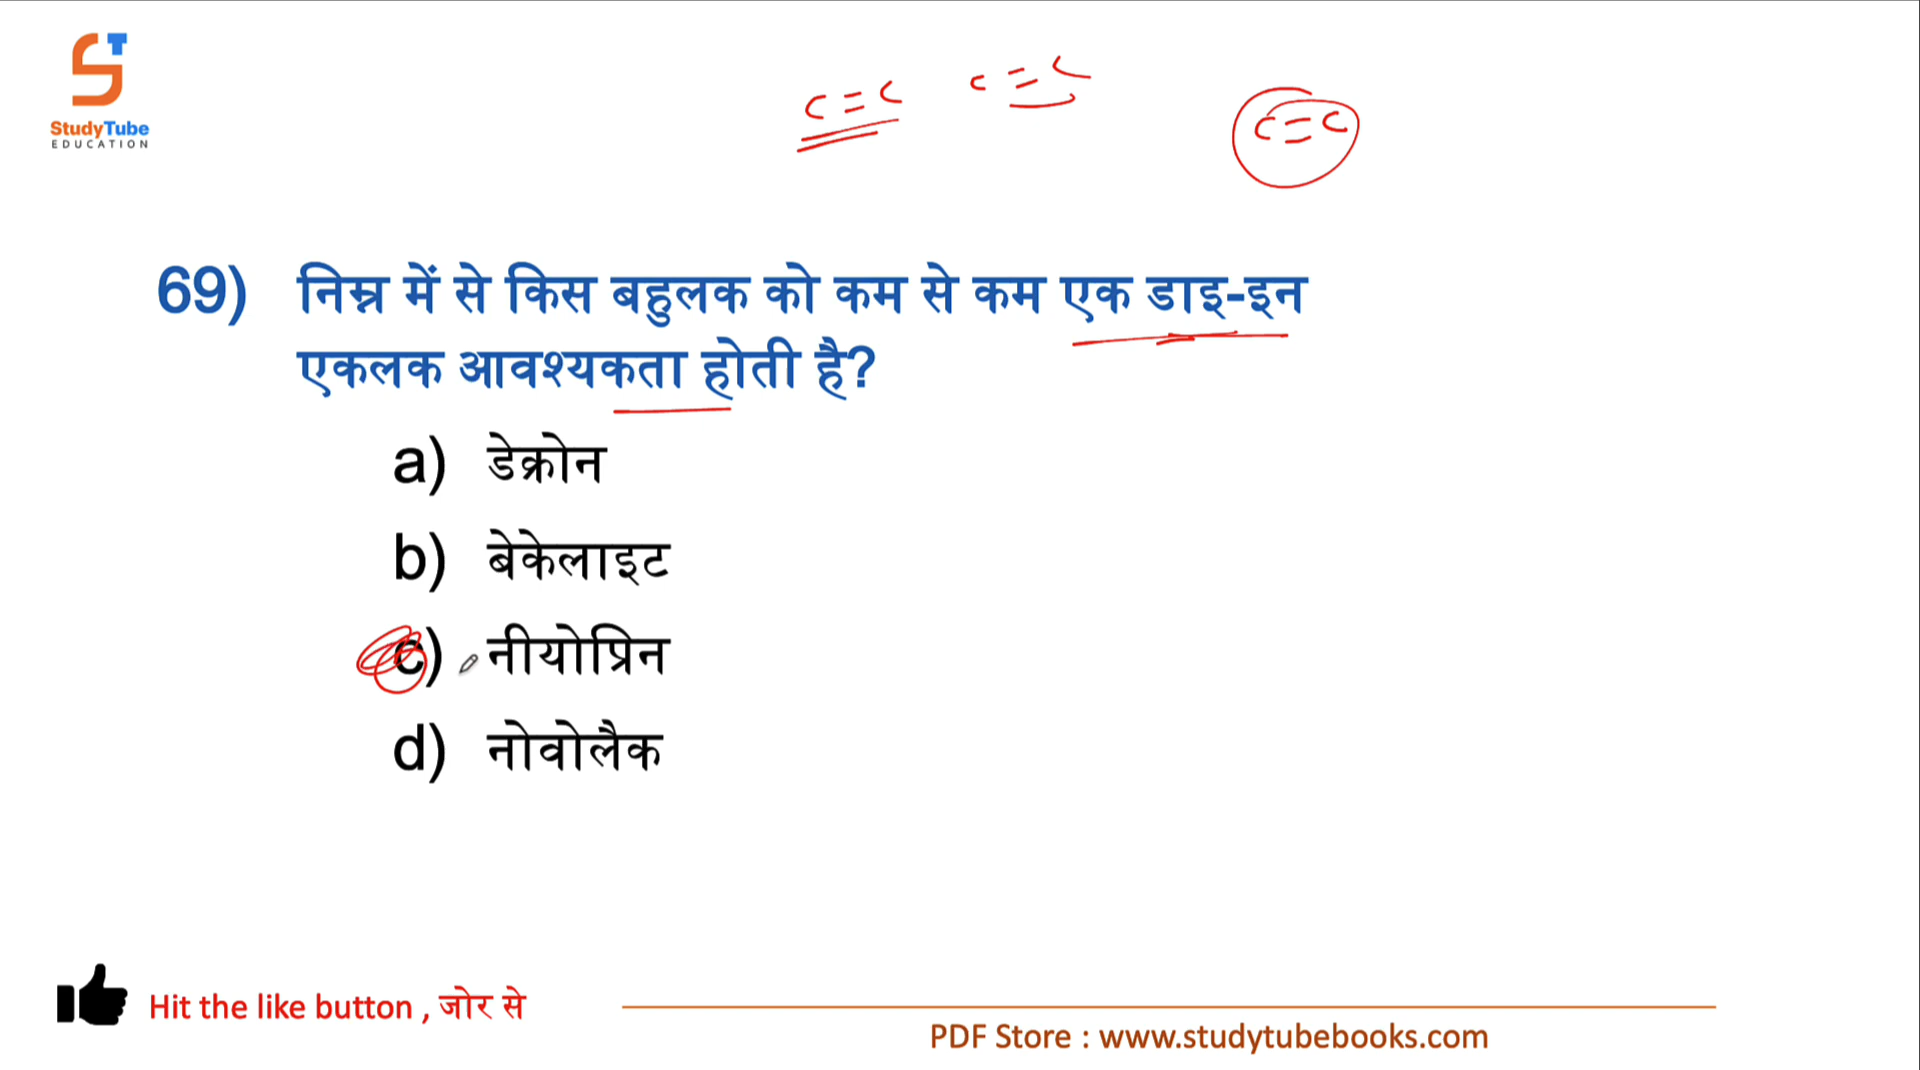 StudyTube
EDUCATION
c=c c=c
c=c
69) निम्न में से किस बहुलक को कम से कम एक डाइ-इन
एकलक आवश्यकता होती है?
a) डेक्रोन
b) बेकेलाइट
c) नीयोप्रिन
d) नोवोलैक
Hit the like button , जोर से
PDF Store : www.studytubebooks.com